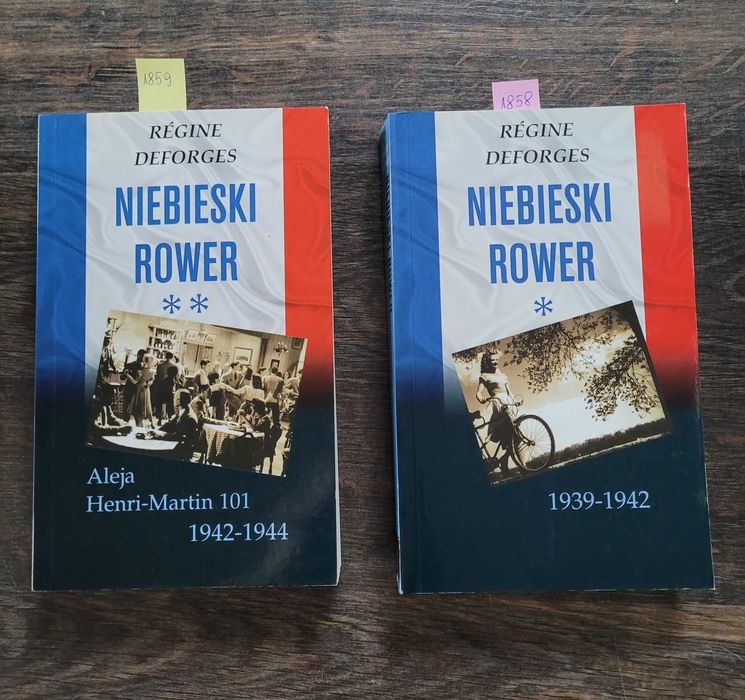 1859
RÉGINE
DEFORGES
NIEBIESKI
ROWER
**
Aleja
Henri-Martin 101
1942-1944
1858
RÉGINE
DEFORGES
NIEBIESKI
ROWER
*
1939-1942